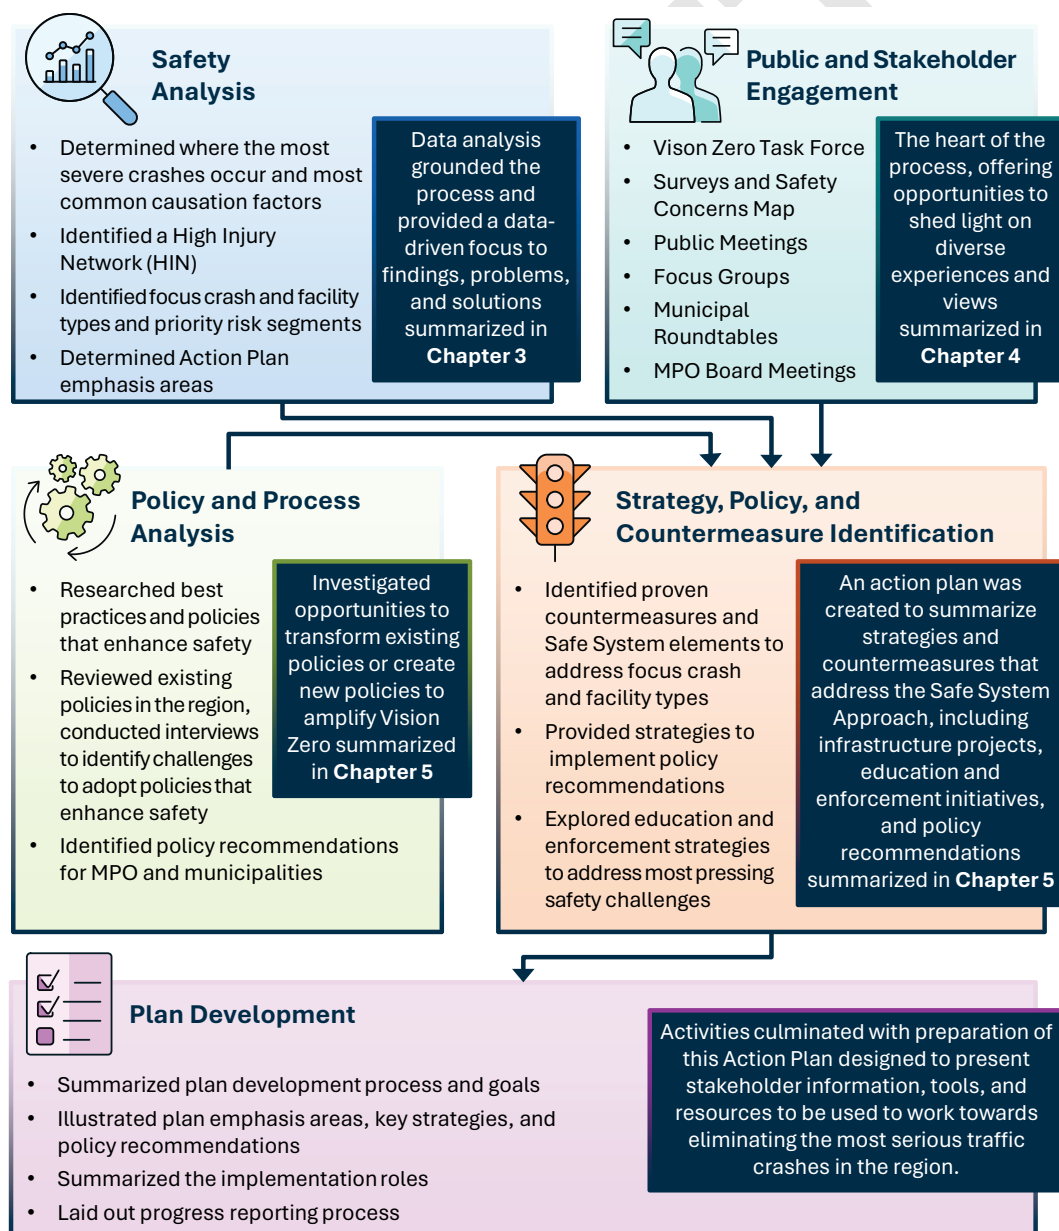 Safety
Analysis
• Determined where the most
severe crashes occur and most
common causation factors
• Identified a High Injury
Network (HIN)
• Identified focus crash and facility
types and priority risk segments
• Determined Action Plan
emphasis areas
Data analysis
grounded the
process and
provided a data-
driven focus to
findings, problems,
and solutions
summarized in
Chapter 3
Public and Stakeholder
Engagement
• Vison Zero Task Force
• Surveys and Safety
Concerns Map
• Public Meetings
• Focus Groups
• Municipal
Roundtables
• MPO Board Meetings
The heart of the
process, offering
opportunities to
shed light on
diverse
experiences and
views
summarized in
Chapter 4
Policy and Process
Analysis
• Researched best
practices and policies
that enhance safety
• Reviewed existing
policies in the region,
conducted interviews
to identify challenges
to adopt policies that
enhance safety
• Identified policy recommendations
for MPO and municipalities
Investigated
opportunities to
transform existing
policies or create
new policies to
amplify Vision
Zero summarized
in Chapter 5
Strategy, Policy, and
Countermeasure Identification
• Identified proven
countermeasures and
Safe System elements to
address focus crash
and facility types
• Provided strategies to
implement policy
recommendations
• Explored education and
enforcement strategies
to address most pressing
safety challenges
An action plan was
created to summarize
strategies and
countermeasures that
address the Safe System
Approach, including
infrastructure projects,
education and
enforcement initiatives,
and policy
recommendations
summarized in Chapter 5
Plan Development
• Summarized plan development process and goals
• Illustrated plan emphasis areas, key strategies, and
policy recommendations
• Summarized the implementation roles
• Laid out progress reporting process
Activities culminated with preparation of
this Action Plan designed to present
stakeholder information, tools, and
resources to be used to work towards
eliminating the most serious traffic
crashes in the region.